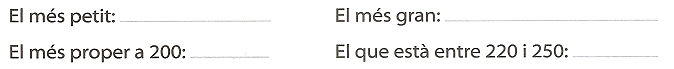 El més petit: El més gran:
El més proper a 200: El que està entre 220 i 250: